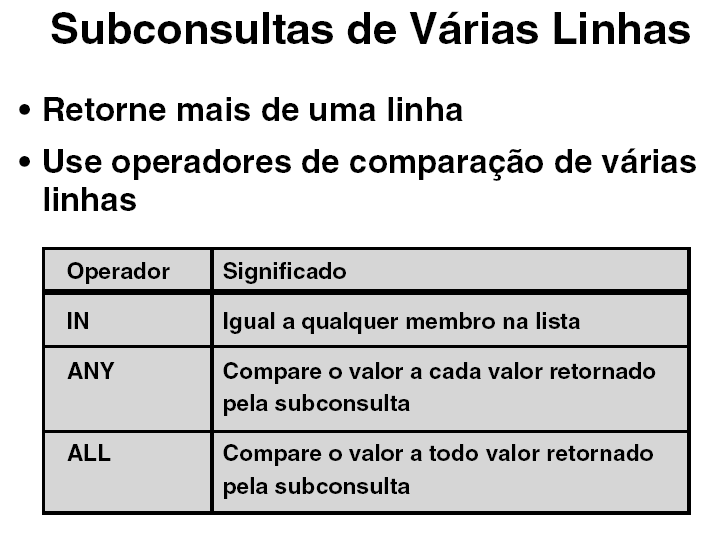 Subconsultas de Várias Linhas
• Retorne mais de uma linha
• Use operadores de comparação de várias
linhas
Operador Significado
IN Igual a qualquer membro na lista
ANY Compare o valor a cada valor retornado
pela subconsulta
ALL Compare o valor a todo valor retornado
pela subconsulta